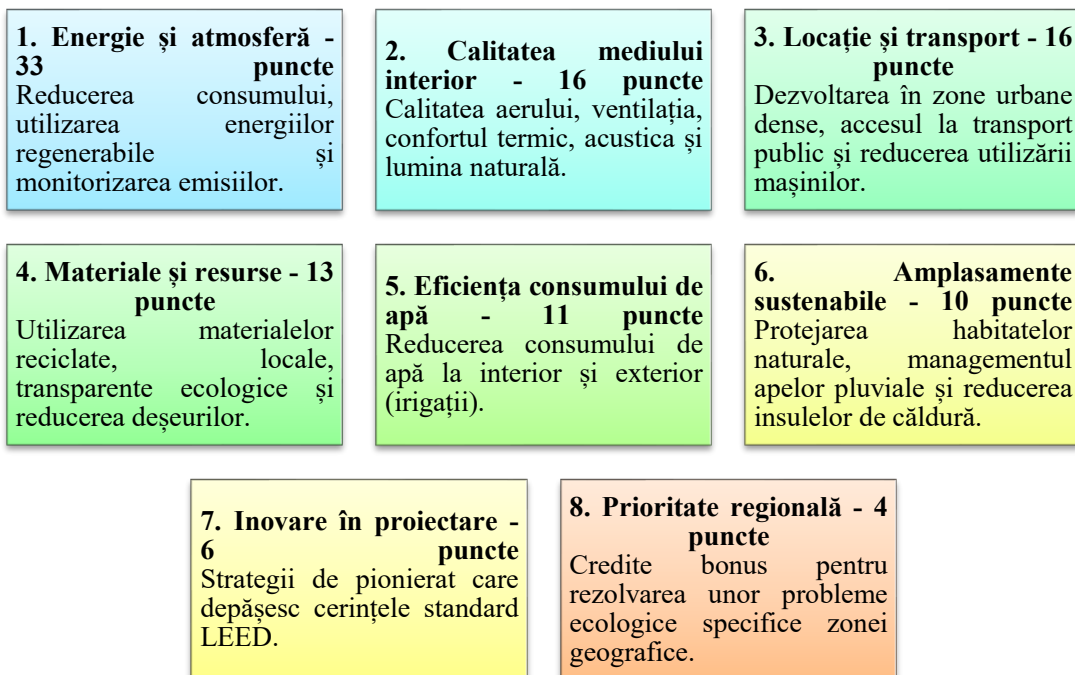 1. Energie și atmosferă -
33 puncte
Reducerea consumului,
utilizarea energiilor
regenerabile și
monitorizarea emisiilor.
2. Calitatea mediului
interior - 16 puncte
Calitatea aerului, ventilația,
confortul termic, acustica și
lumina naturală.
3. Locație și transport - 16
puncte
Dezvoltarea în zone urbane
dense, accesul la transport
public și reducerea utilizării
mașinilor.
4. Materiale și resurse - 13
puncte
Utilizarea materialelor
reciclate, locale,
transparente ecologice și
reducerea deșeurilor.
5. Eficiența consumului de
apă - 11 puncte
Reducerea consumului de
apă la interior și exterior
(irigații).
6. Amplasamente
sustenabile - 10 puncte
Protejarea habitatelor
naturale, managementul
apelor pluviale și reducerea
insulelor de căldură.
7. Inovare în proiectare -
6 puncte
Strategii de pionierat care
depășesc cerințele standard
LEED.
8. Prioritate regională - 4
puncte
Credite bonus pentru
rezolvarea unor probleme
ecologice specifice zonei
geografice.